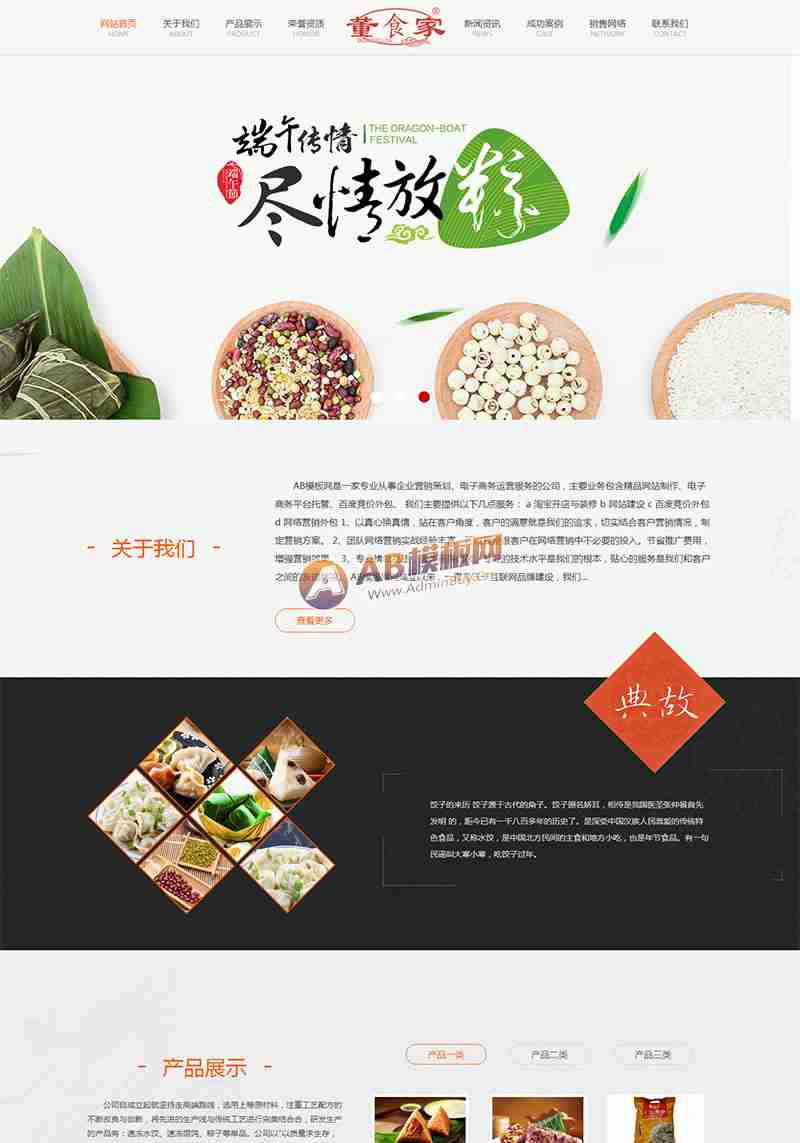 网站首页 关于我们 产品展示 荣誉资质 董食家® 新闻资讯 成功案例 销售网络 联系我们
HOME ABOUT PRODUCT HONOR NEWS CASE NETWORK CONTACT
端午传情 THE DRAGON-BOAT
FESTIVAL
端午节
尽情放粽
AB模板网是一家专业从事企业营销策划、电子商务运营服务的公司，主要业务包含精品网站制作、电子
商务平台托管、百度竞价外包。 我们主要提供以下几点服务： a 淘宝开店与装修 b 网站建设 c 百度竞价外包
d 网络营销外包 1、以真心换真情，站在客户角度，客户的满意就是我们的追求，切实结合客户营销情况，制
定营销方案。 2、团队网络营销实战经验丰富，客户在网络营销中不必要的投入。节省推广费用，
- 关于我们 -
增强营销效果。 3、专业的技术水平是我们的根本，贴心的服务是我们和客户
之间的互联网品牌建设，我们...
AB模板网
www.AdminBuy.cn
查看更多
典故
饺子的来历 饺子源于古代的角子。饺子原名娇耳，相传是我国医圣张仲景首先
发明 的，距今已有一千八百多年的历史了。是深受中国汉族人民喜爱的传统特
色食品，又称水饺，是中国北方民间的主食和地方小吃，也是年节食品。有一句
民谣叫大寒小寒，吃饺子过年。
产品一类 产品二类 产品三类
- 产品展示 -
公司自成立起就坚持走高端路线，选用上等原材料，注重工艺配方的
不断改良与创新，将先进的生产线与传统工艺进行完美结合合，研发生产
的产品有：速冻水饺、速冻馄饨、粽子等单品。公司以"以质量求生存，